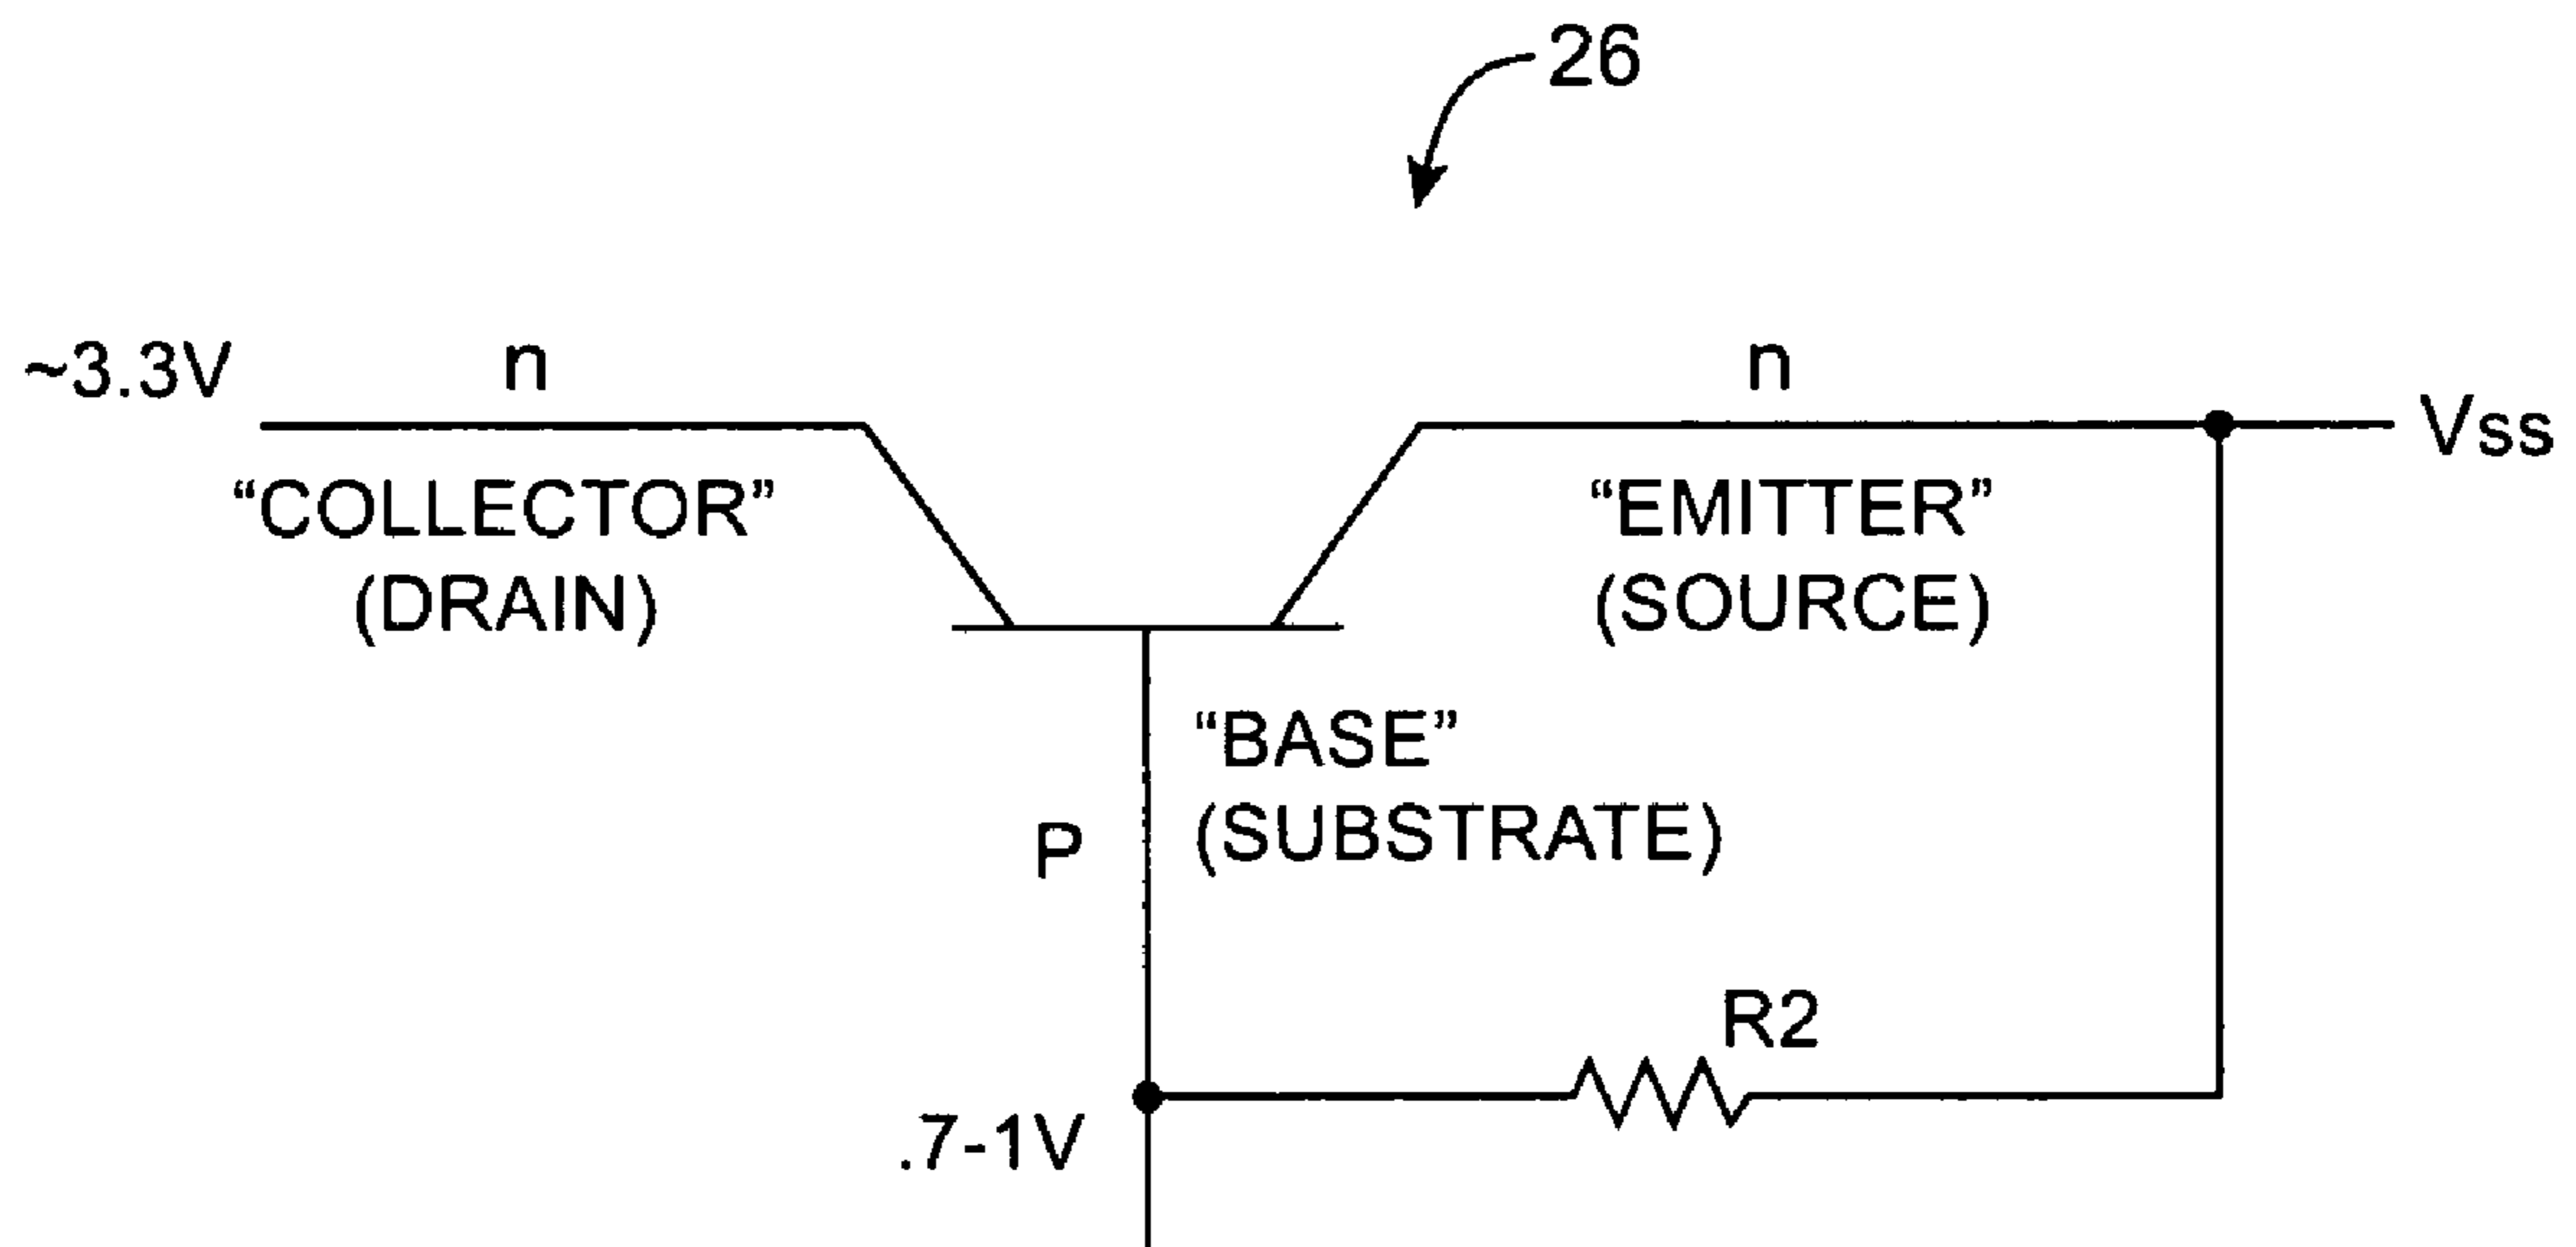 26
~3.3V
n
n
Vss
“COLLECTOR”
(DRAIN)
“EMITTER”
(SOURCE)
“BASE”
(SUBSTRATE)
P
R2
.7-1V